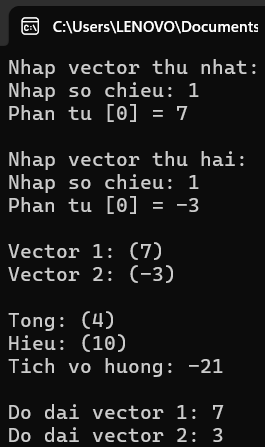 C:\Users\LENOVO\Documents
Nhap vector thu nhat:
Nhap so chieu: 1
Phan tu [0] = 7
Nhap vector thu hai:
Nhap so chieu: 1
Phan tu [0] = -3
Vector 1: (7)
Vector 2: (-3)
Tong: (4)
Hieu: (10)
Tich vo huong: -21
Do dai vector 1: 7
Do dai vector 2: 3